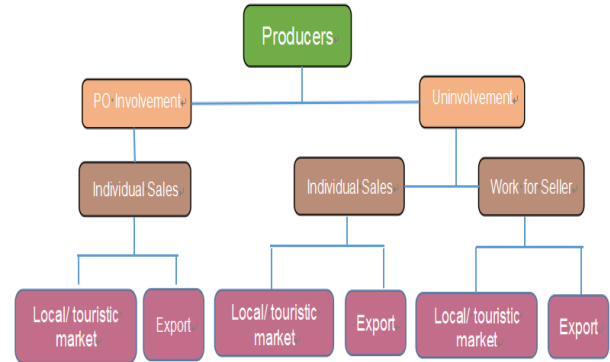 Producers
PO Involvement
Uninvolvement
Individual Sales
Individual Sales
Work for Seller
Local/ touristic
market
Export
Local/ touristic
market
Export
Local/ touristic
market
Export